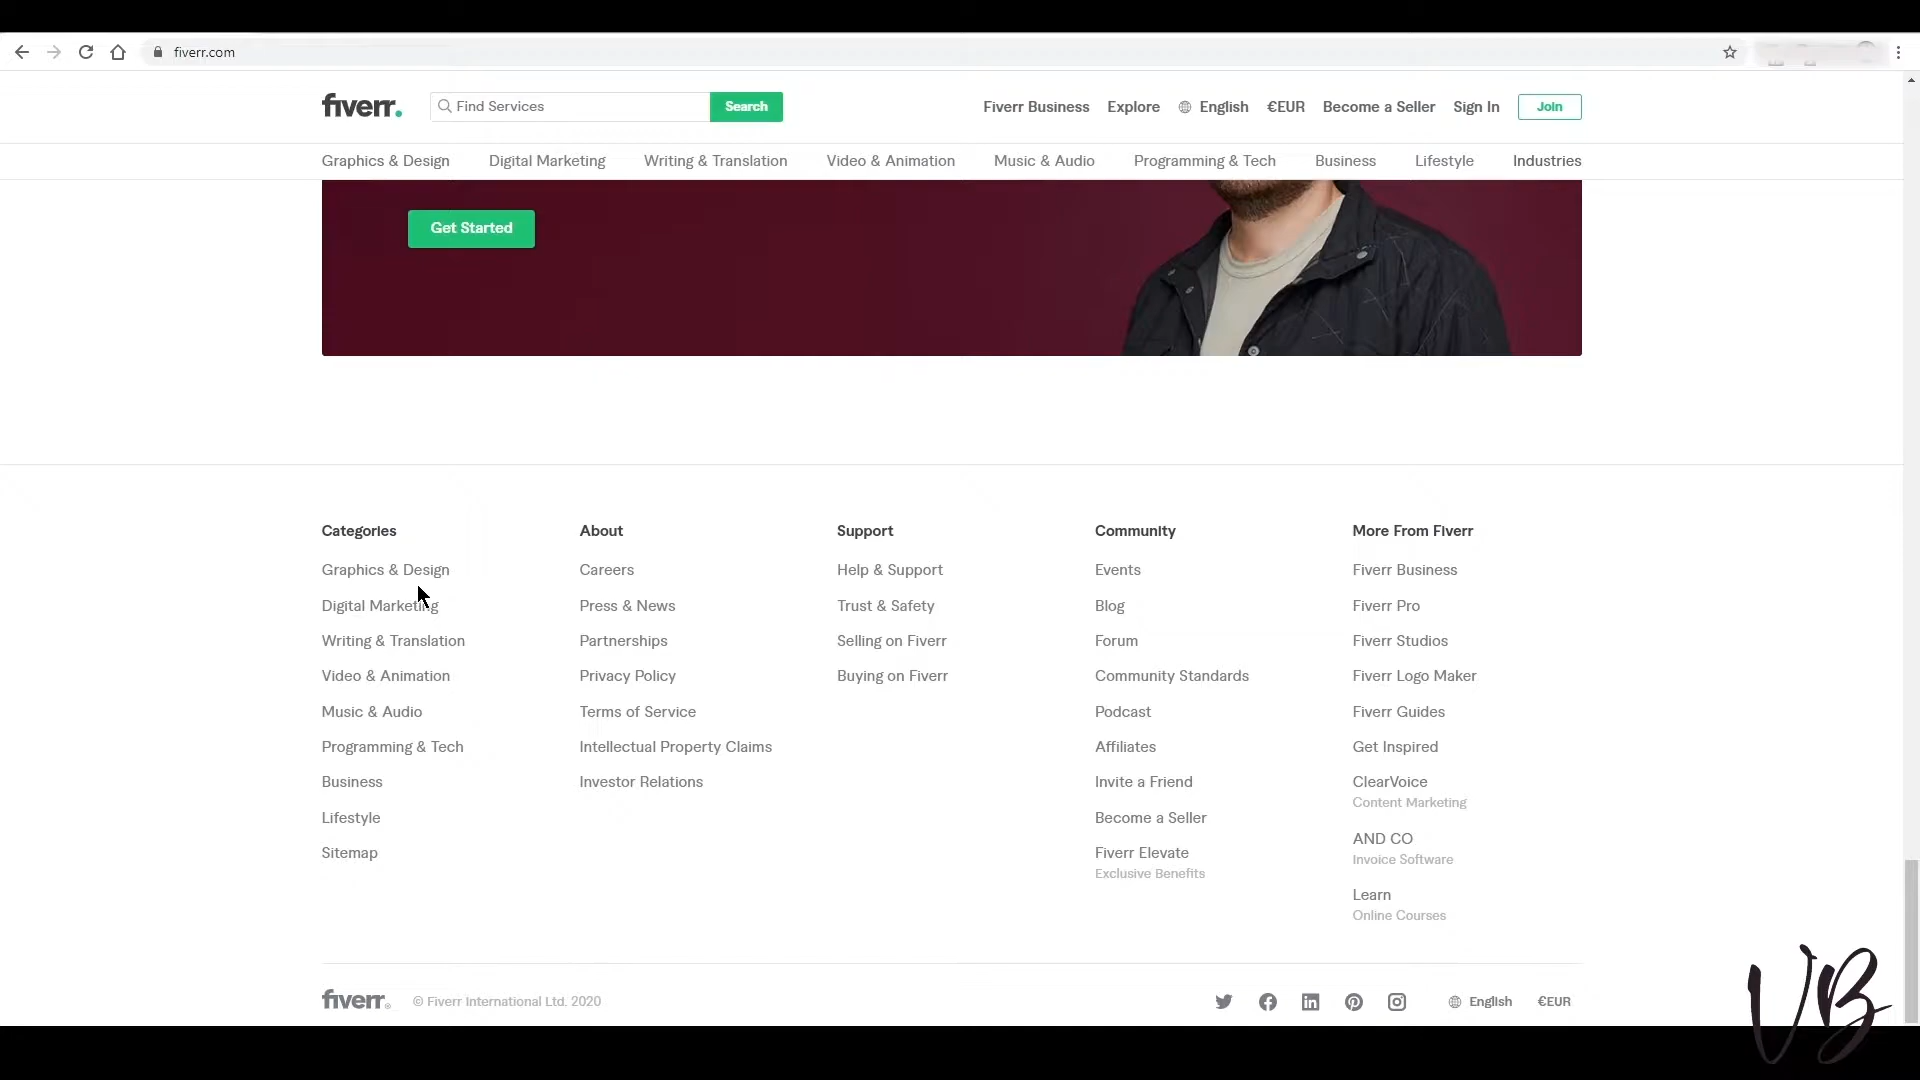 fiverr.com
fiverr. Find Services Search Fiverr Business Explore English €EUR Become a Seller Sign In Join
Graphics & Design Digital Marketing Writing & Translation Video & Animation Music & Audio Programming & Tech Business Lifestyle Industries
Get Started
Categories
Graphics & Design
Digital Marketing
Writing & Translation
Video & Animation
Music & Audio
Programming & Tech
Business
Lifestyle
Sitemap
About
Careers
Press & News
Partnerships
Privacy Policy
Terms of Service
Intellectual Property Claims
Investor Relations
Support
Help & Support
Trust & Safety
Selling on Fiverr
Buying on Fiverr
Community
Events
Blog
Forum
Community Standards
Podcast
Affiliates
Invite a Friend
Become a Seller
Fiverr Elevate
Exclusive Benefits
More From Fiverr
Fiverr Business
Fiverr Pro
Fiverr Studios
Fiverr Logo Maker
Fiverr Guides
Get Inspired
ClearVoice
Content Marketing
AND CO
Invoice Software
Learn
Online Courses
fiverr® © Fiverr International Ltd. 2020 English €EUR
VB